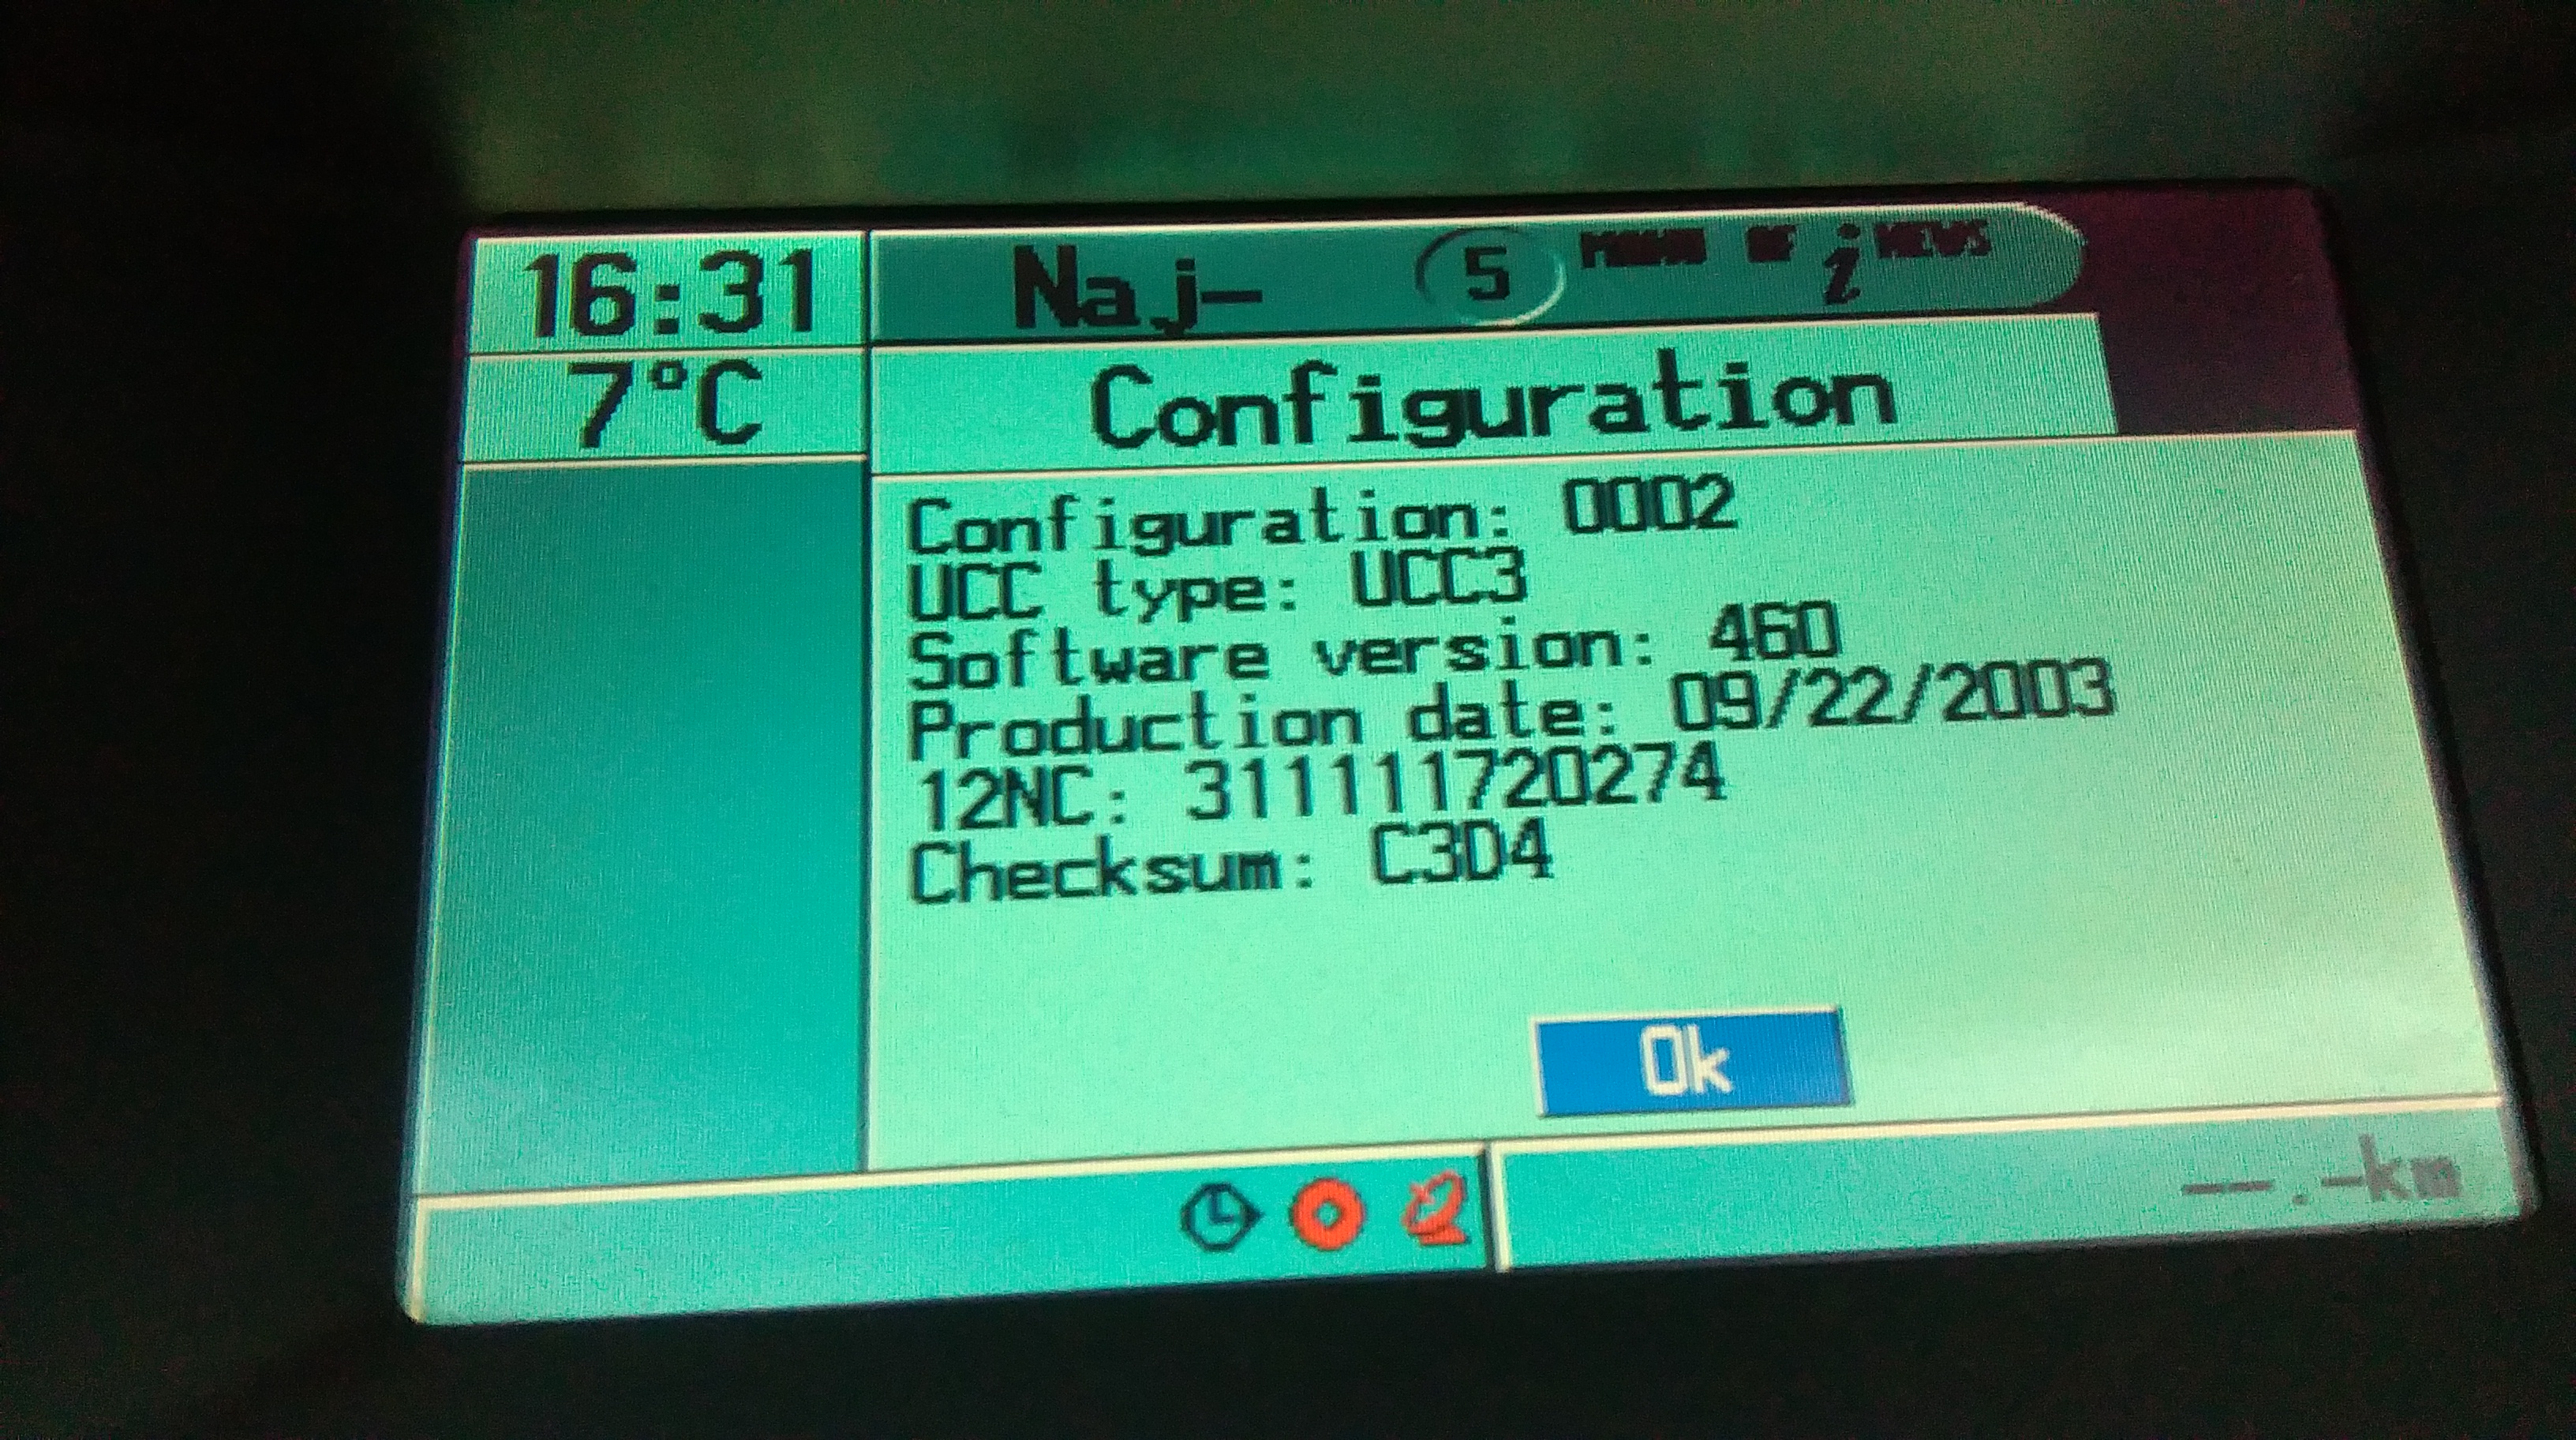 16:31
Naj–
5
i
NEWS
7°C
Configuration
Configuration: 0002
UCC type: UCC3
Software version: 460
Production date: 09/22/2003
12NC: 311111720274
Checksum: C3D4
Ok
--.-km